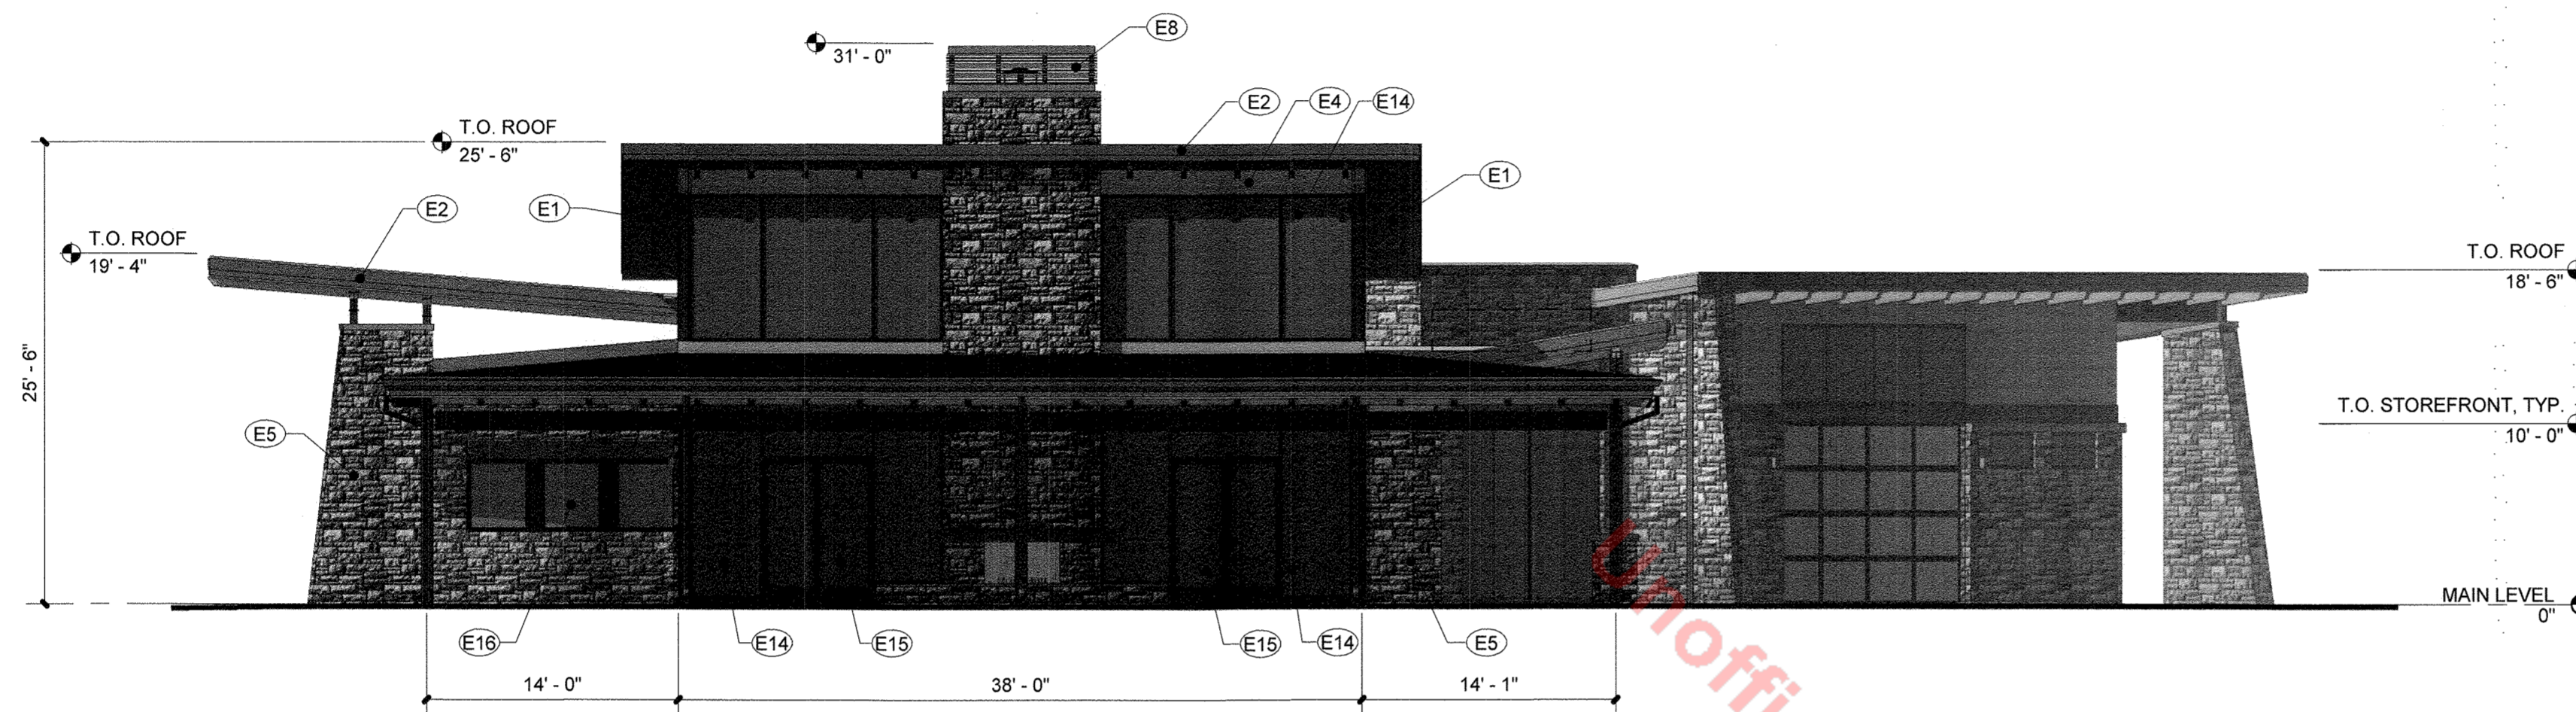 E8
31' - 0"
E2
E4
E14
T.O. ROOF
25' - 6"
E1
E1
E2
T.O. ROOF
19' - 4"
T.O. ROOF
18' - 6"
25' - 6"
T.O. STOREFRONT, TYP.
10' - 0"
E5
MAIN LEVEL
0"
E16
E14
E15
E15
E14
E5
14' - 0"
38' - 0"
14' - 1"
Unoffi